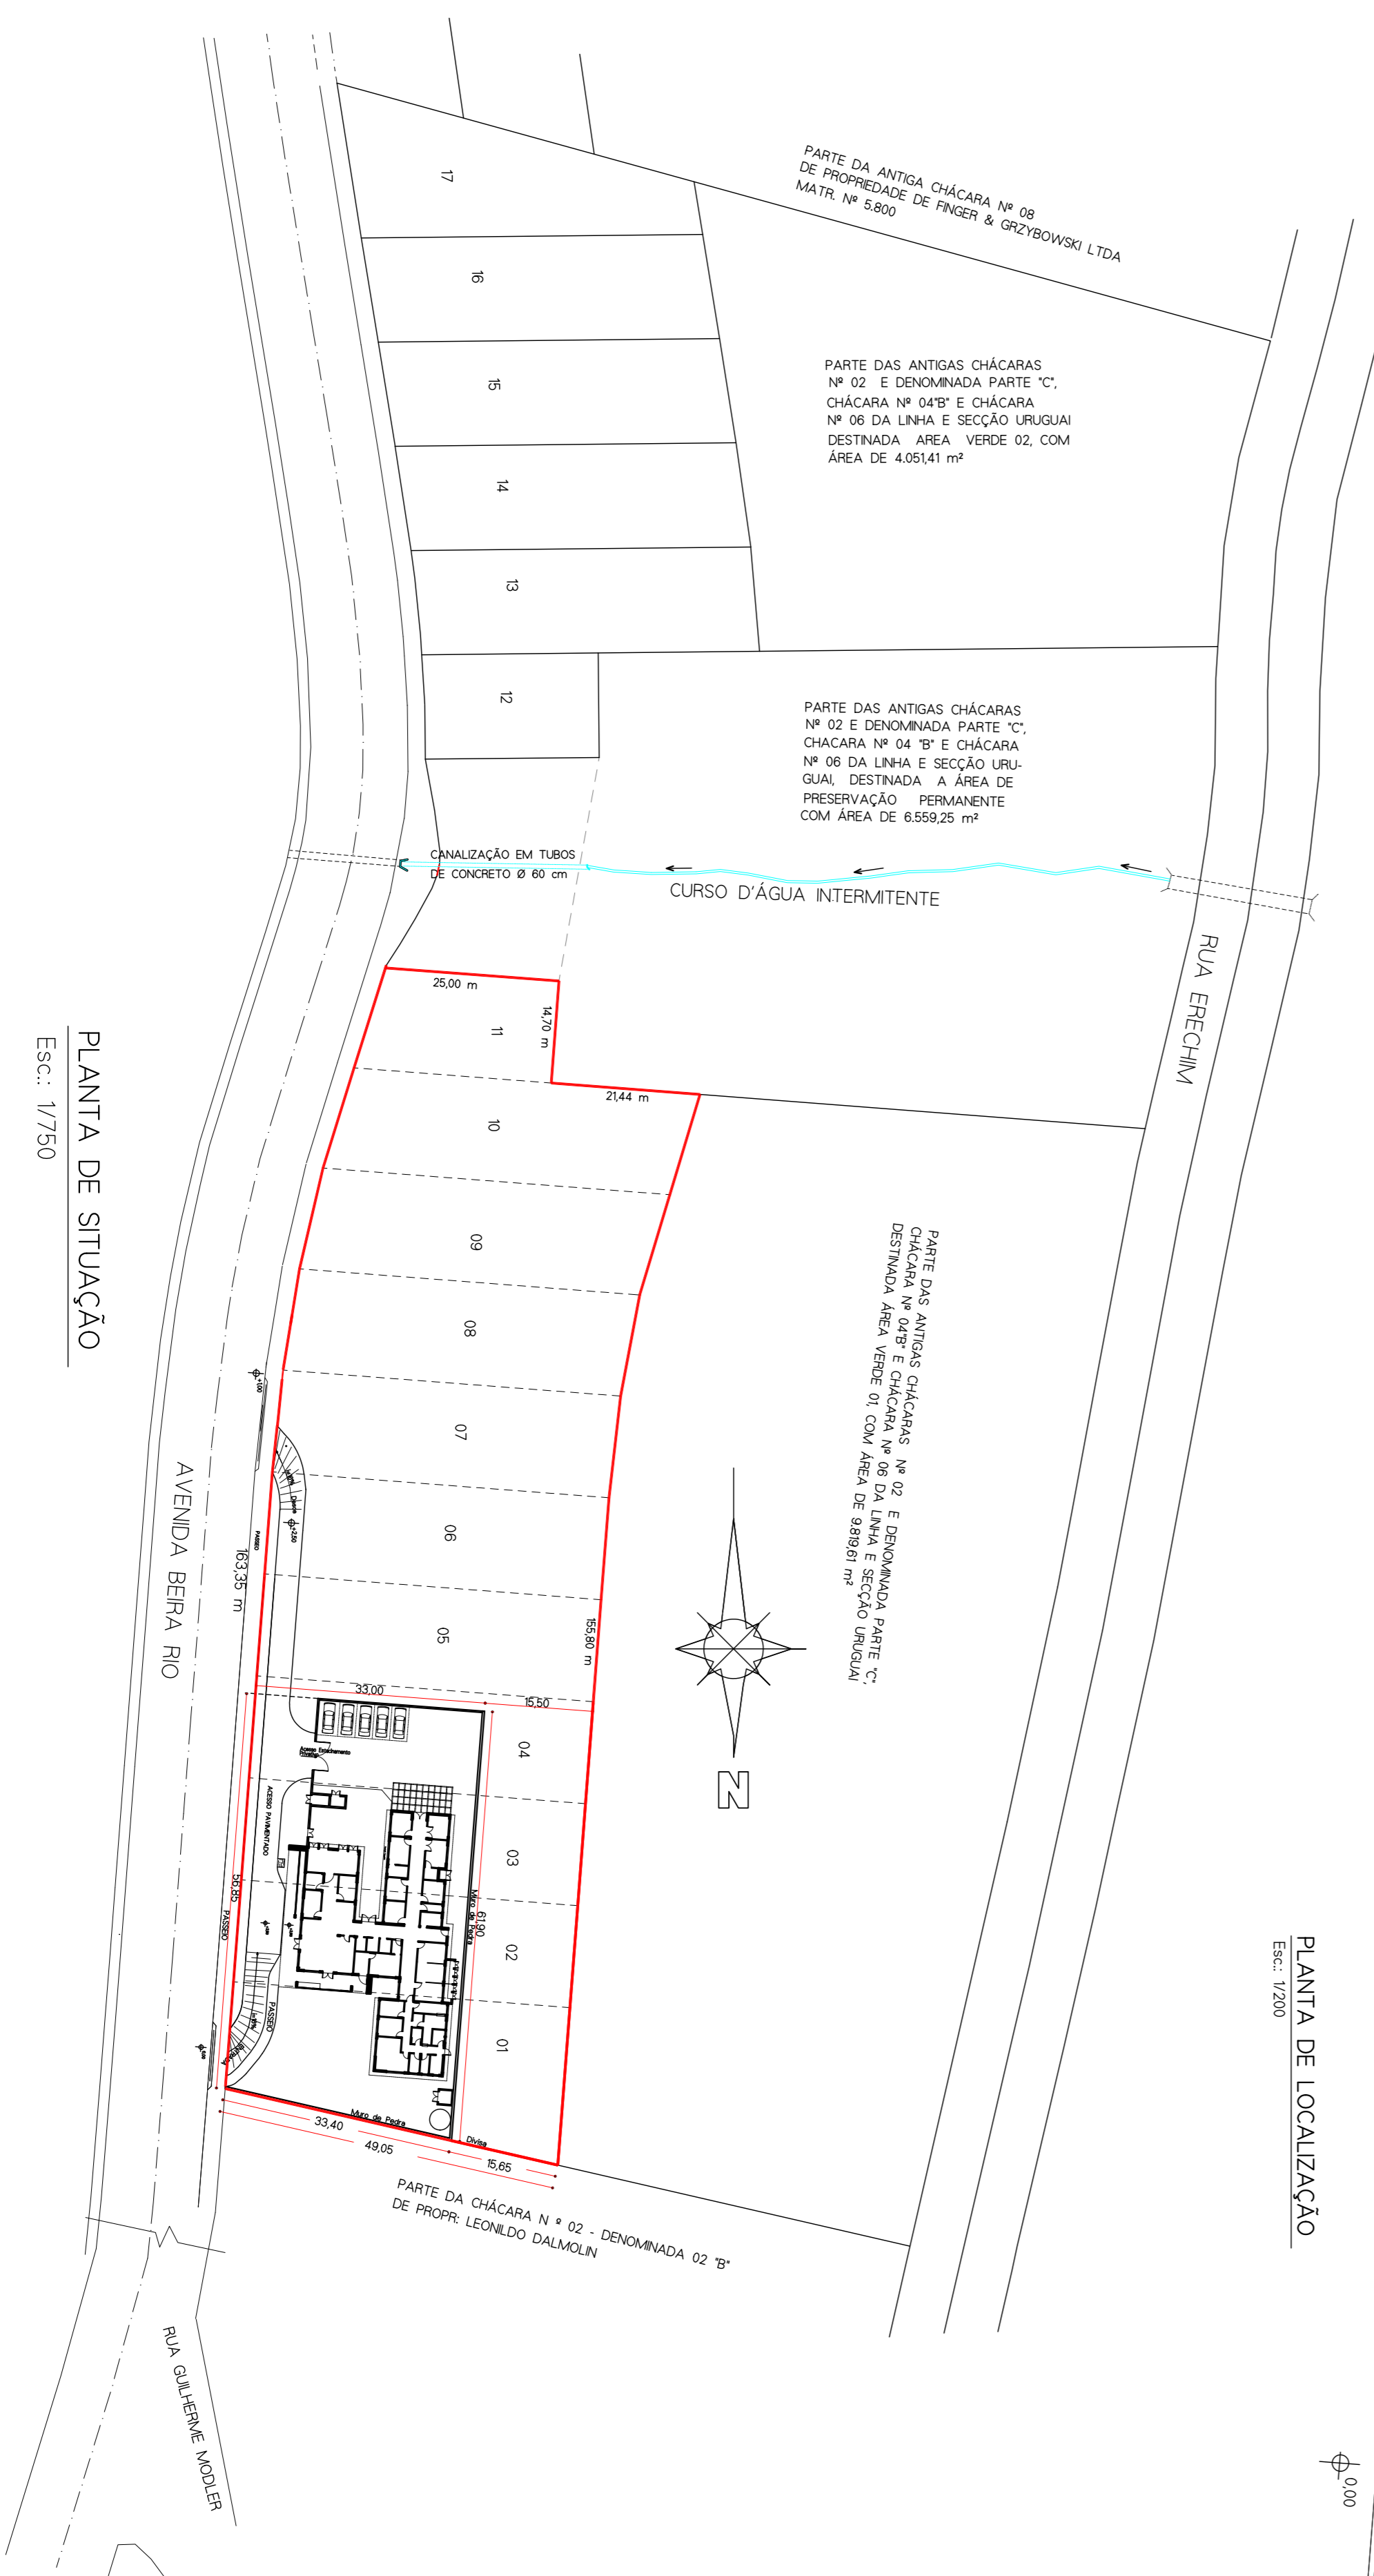 PARTE DA ANTIGA CHÁCARA Nº 08
DE PROPRIEDADE DE FINGER & GRZYBOWSKI LTDA
MATR. Nº 5.800
17
16
15
14
13
12
PARTE DAS ANTIGAS CHÁCARAS
Nº 02 E DENOMINADA PARTE "C",
CHÁCARA Nº 04"B" E CHÁCARA
Nº 06 DA LINHA E SECÇÃO URUGUAI
DESTINADA AREA VERDE 02, COM
ÁREA DE 4.051,41 m²
PARTE DAS ANTIGAS CHÁCARAS
Nº 02 E DENOMINADA PARTE "C",
CHACARA Nº 04 "B" E CHÁCARA
Nº 06 DA LINHA E SECÇÃO URU-
GUAI, DESTINADA A ÁREA DE
PRESERVAÇÃO PERMANENTE
COM ÁREA DE 6.559,25 m²
CANALIZAÇÃO EM TUBOS
DE CONCRETO Ø 60 cm
CURSO D'ÁGUA INTERMITENTE
RUA ERECHIM
25,00 m
14,70 m
21,44 m
11
10
09
08
07
06
05
04
03
02
01
PARTE DAS ANTIGAS CHÁCARAS Nº 02 E DENOMINADA PARTE "C",
CHÁCARA Nº 04"B" E CHÁCARA Nº 06 DA LINHA E SECÇÃO URUGUAI
DESTINADA ÁREA VERDE 01, COM ÁREA DE 9.819,61 m²
PLANTA DE SITUAÇÃO
Esc.: 1/750
AVENIDA BEIRA RIO
+1,00
Desce
+2,50
PASSEIO
163,35 m
155,80 m
33,00
15,50
N
Acesso Estacionamento
ACESSO PAVIMENTADO
56,85
PASSEIO
61,90
Muro de Pedra
PASSEIO
Muro de Pedra
Divisa
33,40
49,05
15,65
PARTE DA CHÁCARA N º 02 - DENOMINADA 02 "B"
DE PROPR: LEONILDO DALMOLIN
RUA GUILHERME MODLER
PLANTA DE LOCALIZAÇÃO
Esc.: 1/200
0,00